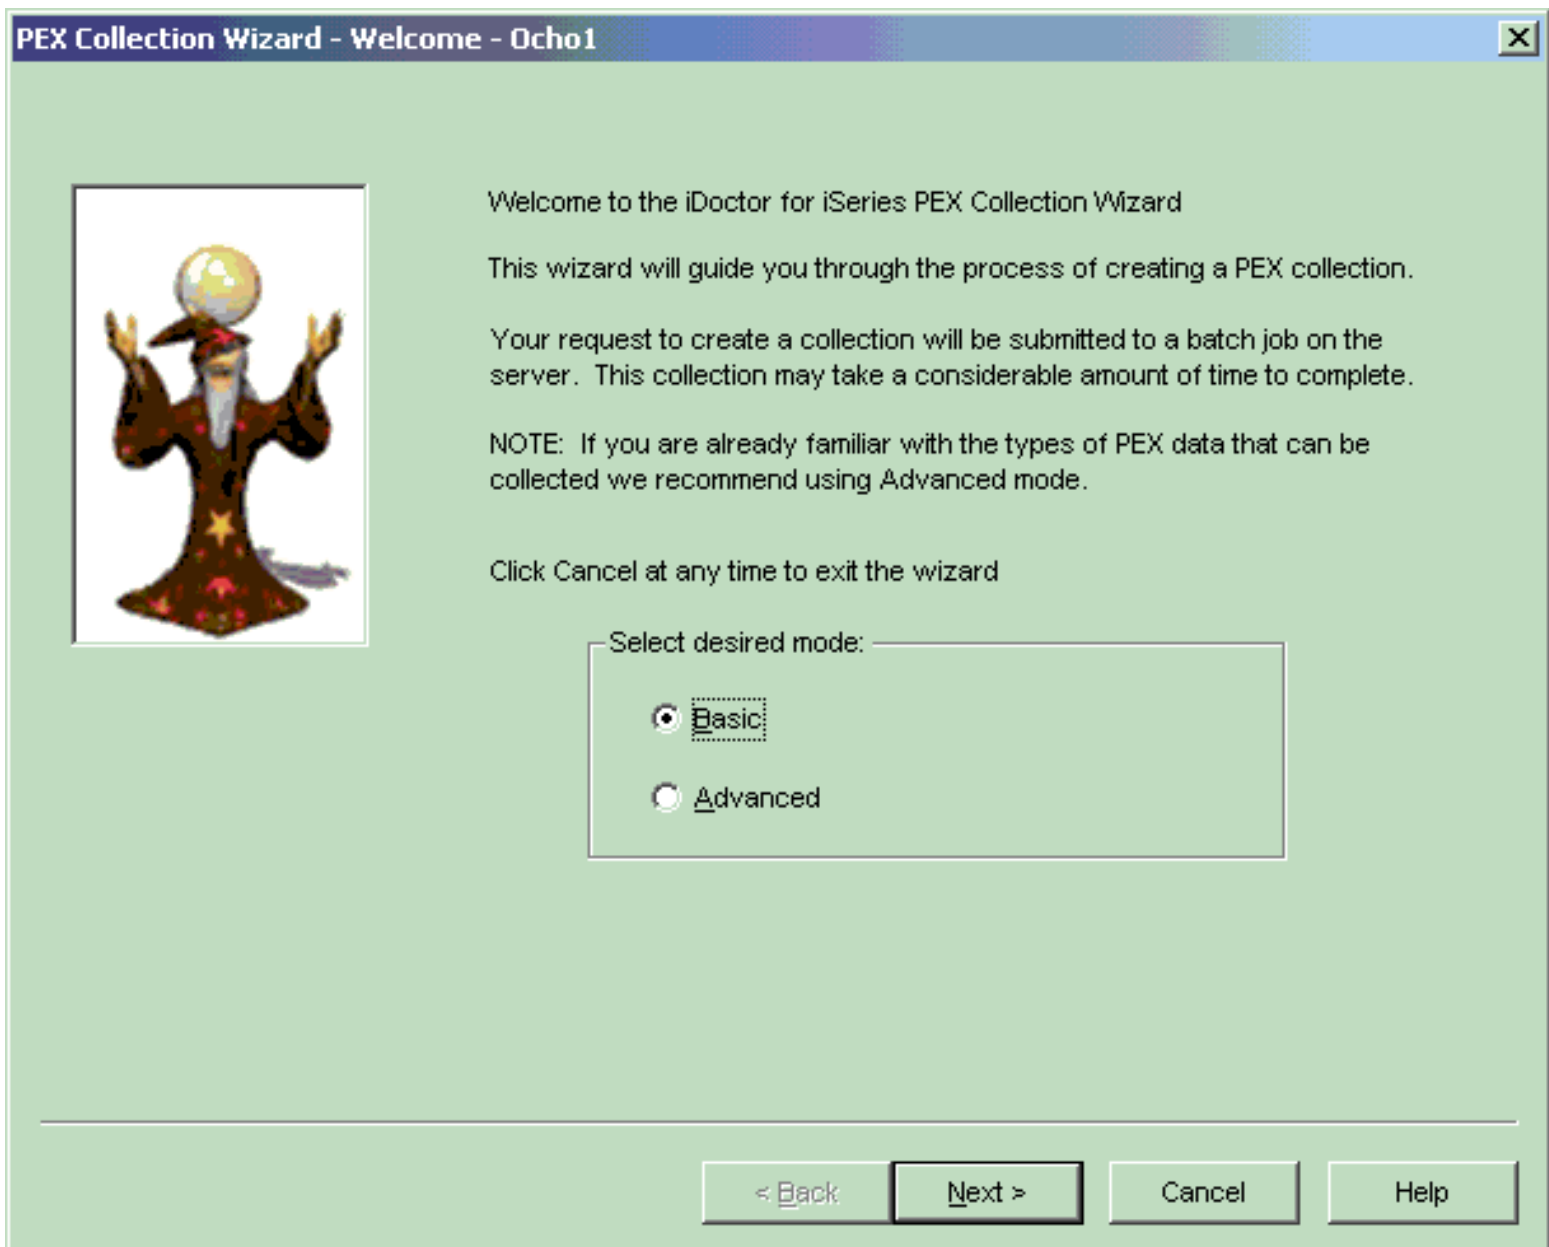 PEX Collection Wizard - Welcome - Ocho1
Welcome to the iDoctor for iSeries PEX Collection Wizard
This wizard will guide you through the process of creating a PEX collection.
Your request to create a collection will be submitted to a batch job on the
server.  This collection may take a considerable amount of time to complete.
NOTE:  If you are already familiar with the types of PEX data that can be
collected we recommend using Advanced mode.
Click Cancel at any time to exit the wizard
Select desired mode:
Basic
Advanced
< Back
Next >
Cancel
Help